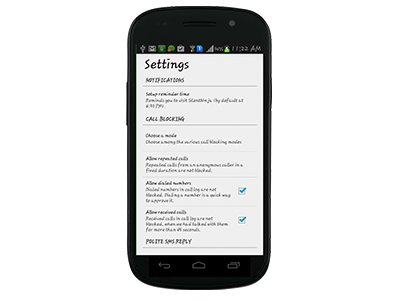 11:22 AM
Settings
NOTIFICATIONS
Setup reminder time
Reminds you to visit Silenthinja. (by default at
6:30 PM).
CALL BLOCKING
Choose a mode
Choose among the various call blocking modes
Allow repeated calls
Repeated calls from an anonymous caller in a
fixed duration are not blocked.
Allow dialed numbers
Dialed numbers in call log are not
blocked. Dialing a number is a quick
way to approve it.
Allow received calls
Received calls in call log are not
blocked, when we had talked with them
for more than 45 seconds.
POLITE SMS REPLY